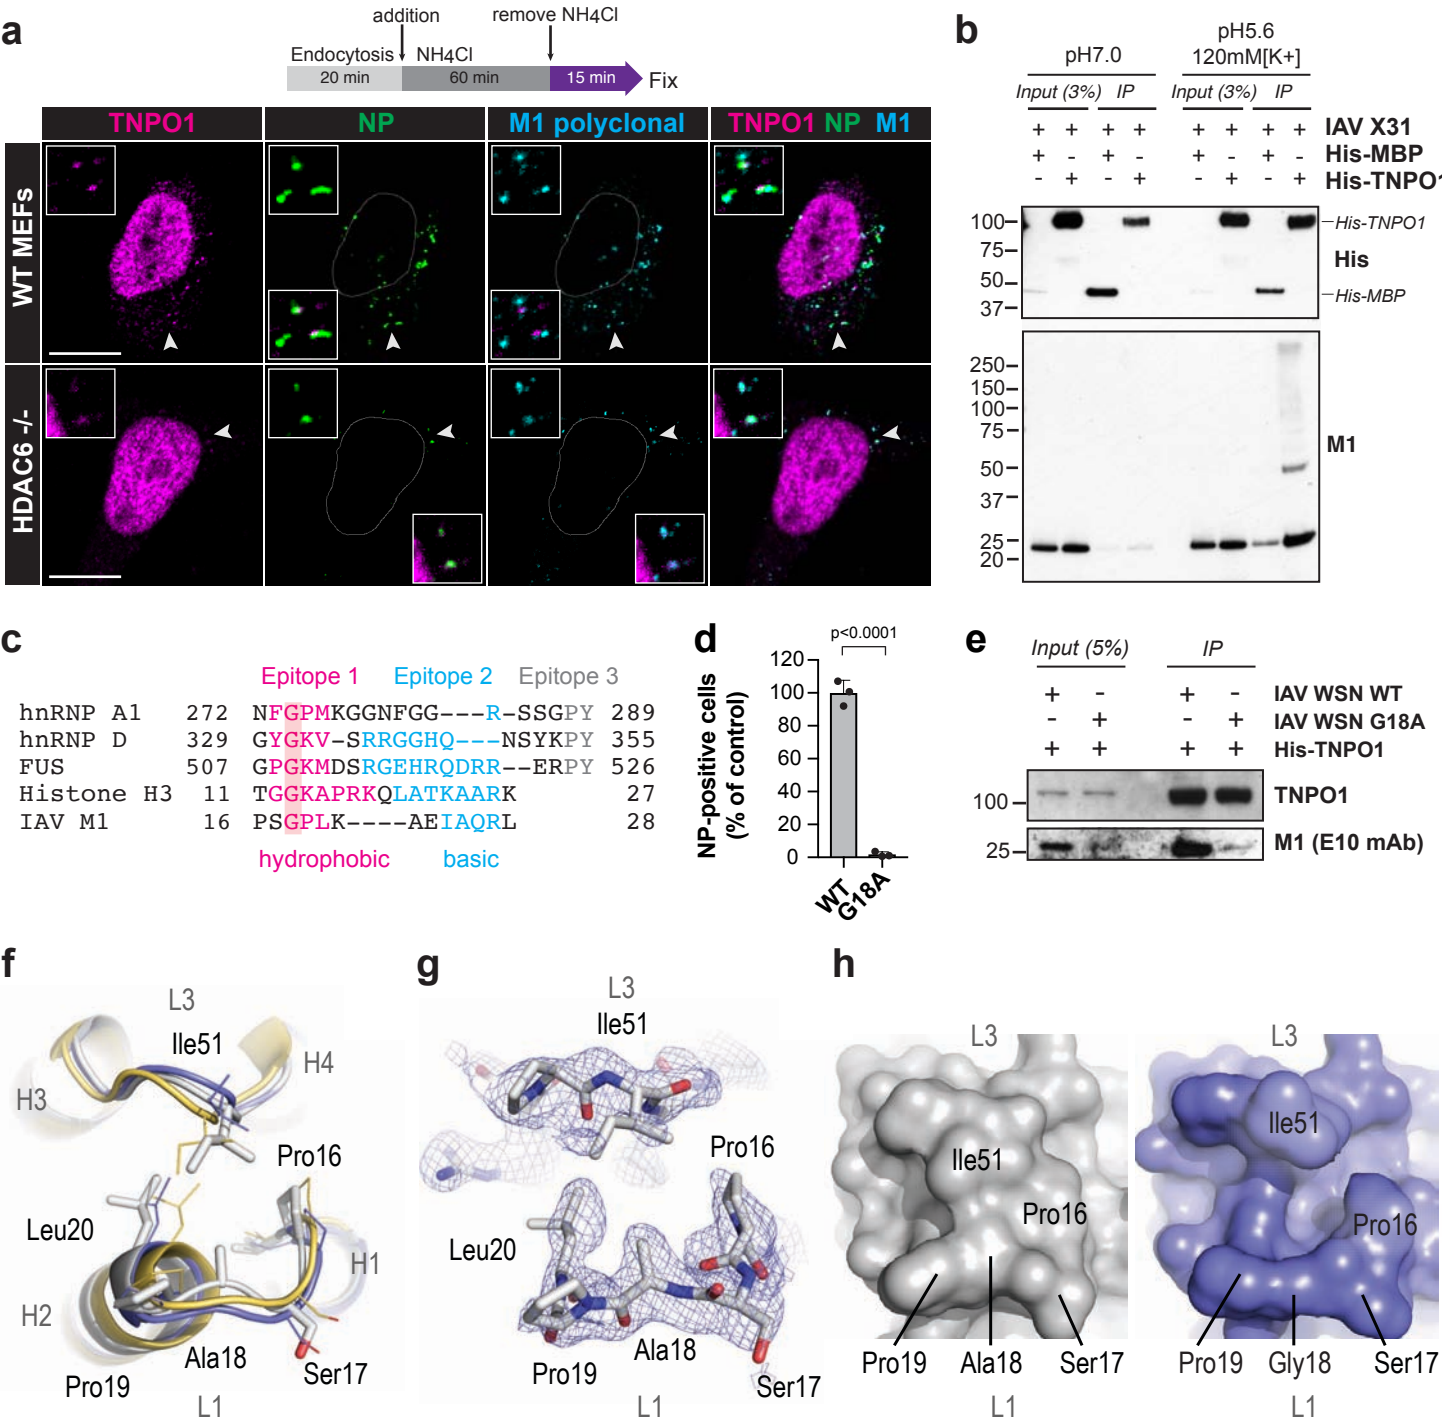 a
addition
remove NH4Cl
Endocytosis
NH4Cl
20 min
60 min
15 min
Fix
TNPO1
NP
M1 polyclonal
TNPO1 NP M1
WT MEFs
HDAC6 -/-
b
pH7.0
pH5.6
120mM[K+]
Input (3%) IP
Input (3%) IP
+ + + + + + + + IAV X31
+ - + - + - + - His-MBP
- + - + - + - + His-TNPO1
100
75
50
37
His-TNPO1
His
His-MBP
250
150
100
75
50
37
25
20
M1
c
Epitope 1 Epitope 2 Epitope 3
hnRNP A1 272 NFGPMKGGNFGG---R-SSGPY 289
hnRNP D 329 GYGKV-SRRGGHQ---NSYKPY 355
FUS 507 GPGKMDSRGEHRQDRR--ERPY 526
Histone H3 11 TGGKAPRKQLATKAARK 27
IAV M1 16 PSGPLK----AEIAQRL 28
hydrophobic basic
d
p<0.0001
NP-positive cells
(% of control)
120
100
80
60
40
20
0
WT
G18A
e
Input (5%) IP
+ - + - IAV WSN WT
- + - + IAV WSN G18A
+ + + + His-TNPO1
100
TNPO1
25
M1 (E10 mAb)
f
L3
Ile51
H4
H3
Pro16
Leu20
H1
H2
Ala18
Ser17
Pro19
L1
g
L3
Ile51
Pro16
Leu20
Ala18
Pro19
Ser17
L1
h
L3
Ile51
Pro16
Pro19
Ala18
Ser17
L1
L3
Ile51
Pro16
Pro19
Gly18
Ser17
L1